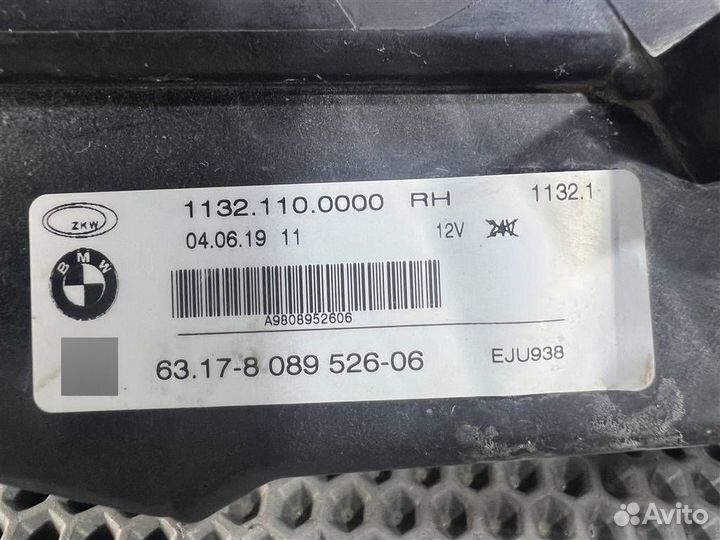 1132.110.0000 RH 1132.1
ZKW
04.06.19 11 12V 24V
BMW
A9808952606
63.17-8 089 526-06 EJU938
Avito